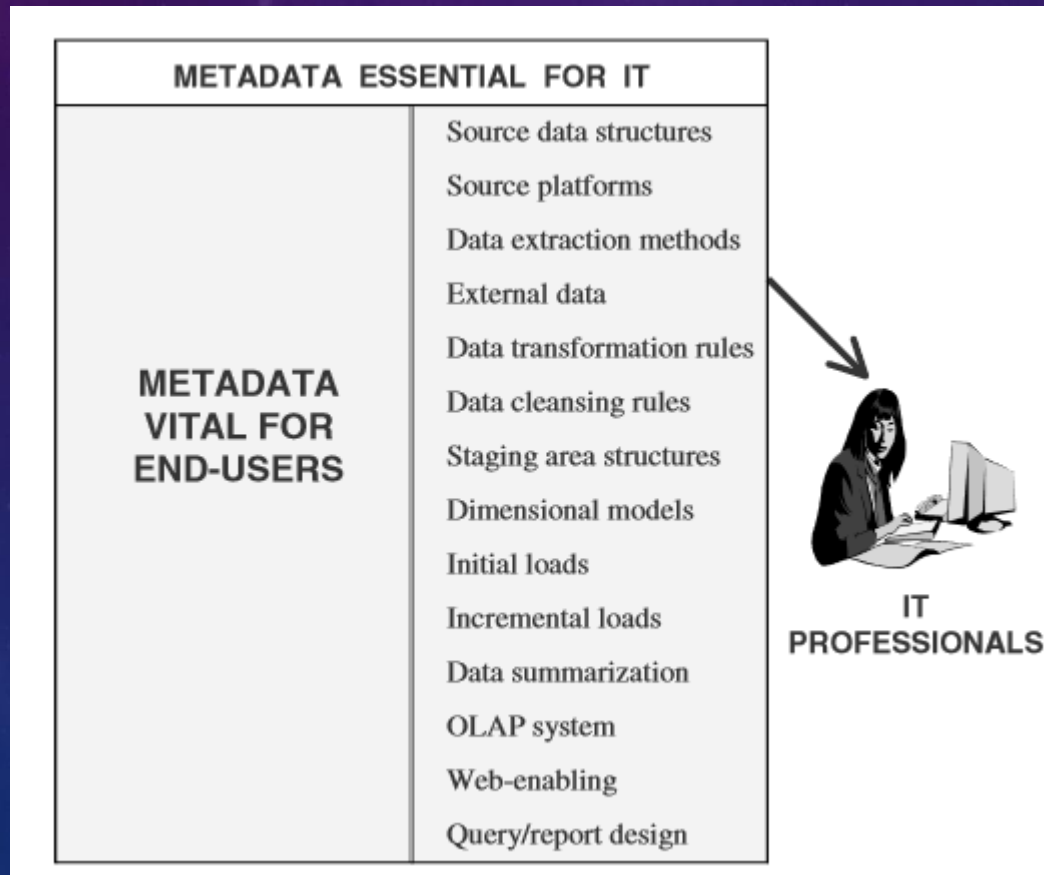 METADATA ESSENTIAL FOR IT
METADATA
VITAL FOR
END-USERS
Source data structures
Source platforms
Data extraction methods
External data
Data transformation rules
Data cleansing rules
Staging area structures
Dimensional models
Initial loads
Incremental loads
Data summarization
OLAP system
Web-enabling
Query/report design
IT
PROFESSIONALS